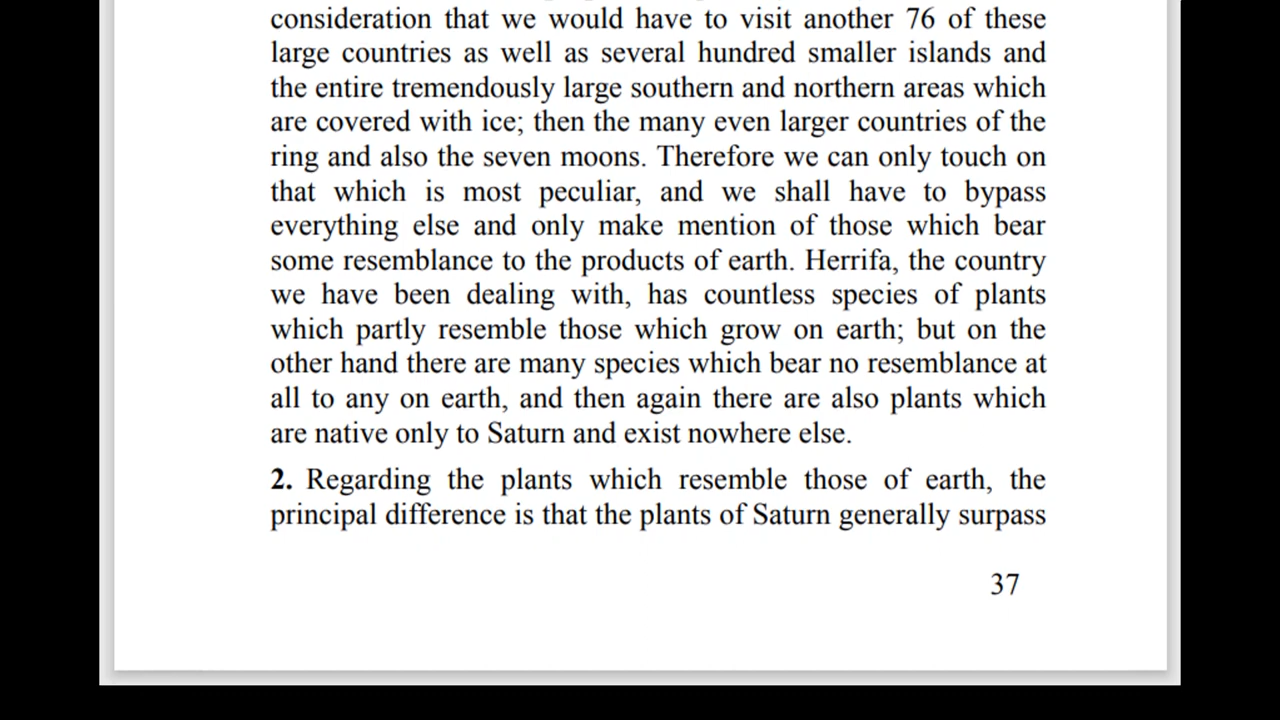 consideration that we would have to visit another 76 of these
large countries as well as several hundred smaller islands and
the entire tremendously large southern and northern areas which
are covered with ice; then the many even larger countries of the
ring and also the seven moons. Therefore we can only touch on
that which is most peculiar, and we shall have to bypass
everything else and only make mention of those which bear
some resemblance to the products of earth. Herrifa, the country
we have been dealing with, has countless species of plants
which partly resemble those which grow on earth; but on the
other hand there are many species which bear no resemblance at
all to any on earth, and then again there are also plants which
are native only to Saturn and exist nowhere else.
2. Regarding the plants which resemble those of earth, the
principal difference is that the plants of Saturn generally surpass
37